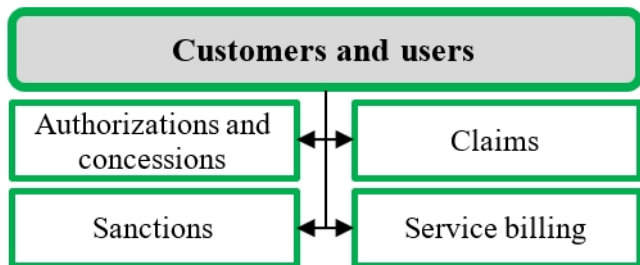 Customers and users
Authorizations and
concessions
Claims
Sanctions
Service billing